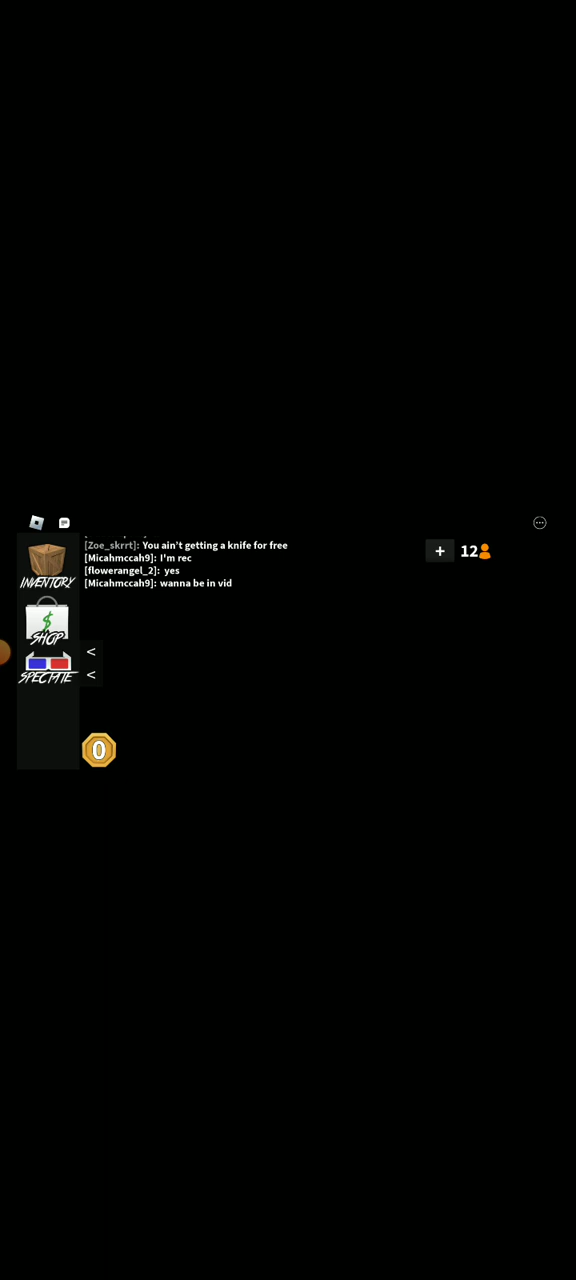 [Zoe_skrrt]: You ain't getting a knife for free
[Micahmccah9]: I'm rec
[flowerangel_2]: yes
[Micahmccah9]: wanna be in vid
+ 12
INVENTORY
$
SHOP
<
SPECTATE
<
0